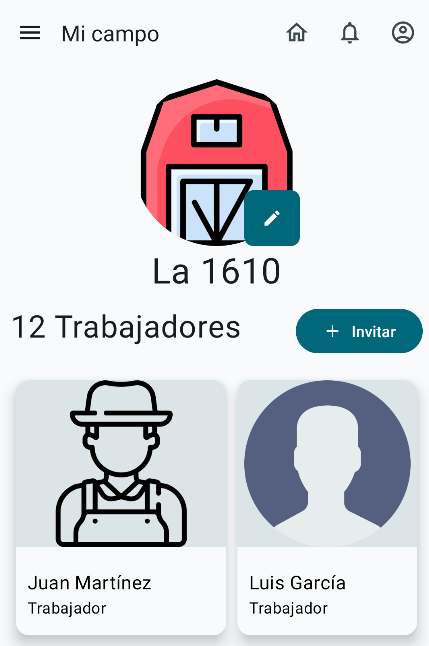 Mi campo
La 1610
12 Trabajadores
Invitar
Juan Martínez
Trabajador
Luis García
Trabajador